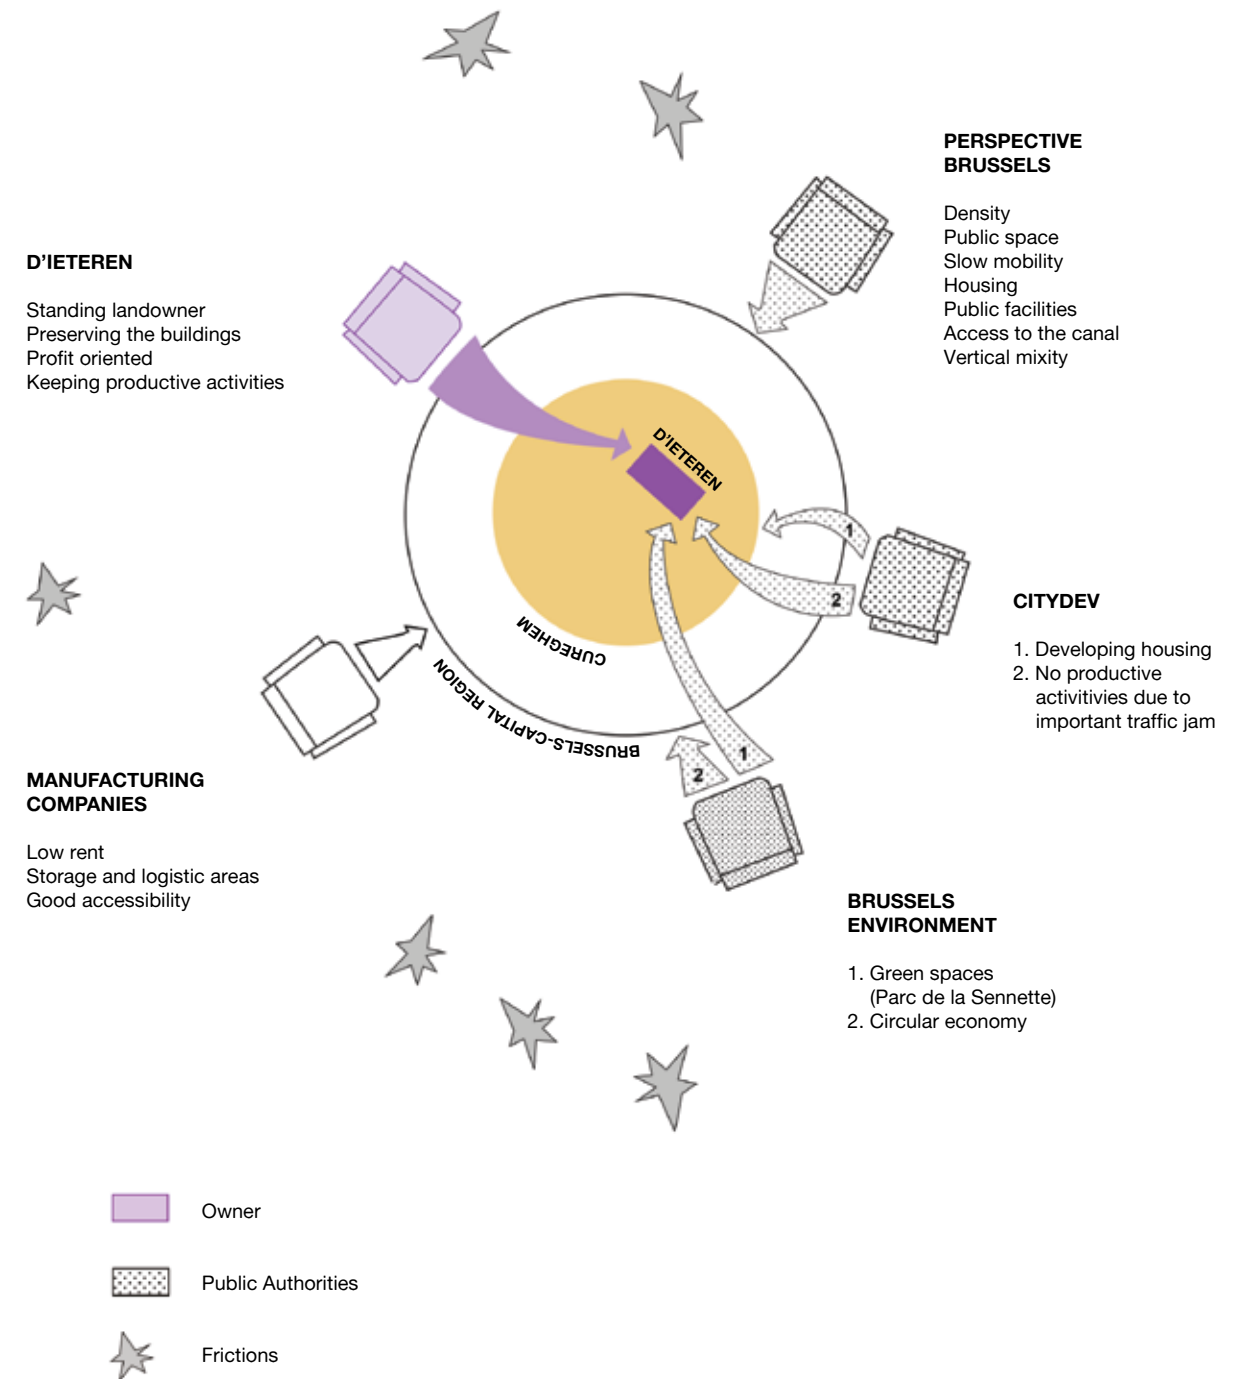 PERSPECTIVE
BRUSSELS
Density
Public space
Slow mobility
Housing
Public facilities
Access to the canal
Vertical mixity
D'IETEREN
Standing landowner
Preserving the buildings
Profit oriented
Keeping productive activities
D'IETEREN
CUREGHEM
BRUSSELS-CAPITAL REGION
1
2
1
2
CITYDEV
1. Developing housing
2. No productive
activitivies due to
important traffic jam
MANUFACTURING
COMPANIES
Low rent
Storage and logistic areas
Good accessibility
BRUSSELS
ENVIRONMENT
1. Green spaces
(Parc de la Sennette)
2. Circular economy
Owner
Public Authorities
Frictions